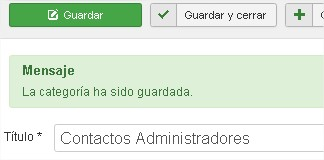 Guardar
Guardar y cerrar
Mensaje
La categoría ha sido guardada.
Título *
Contactos Administradores